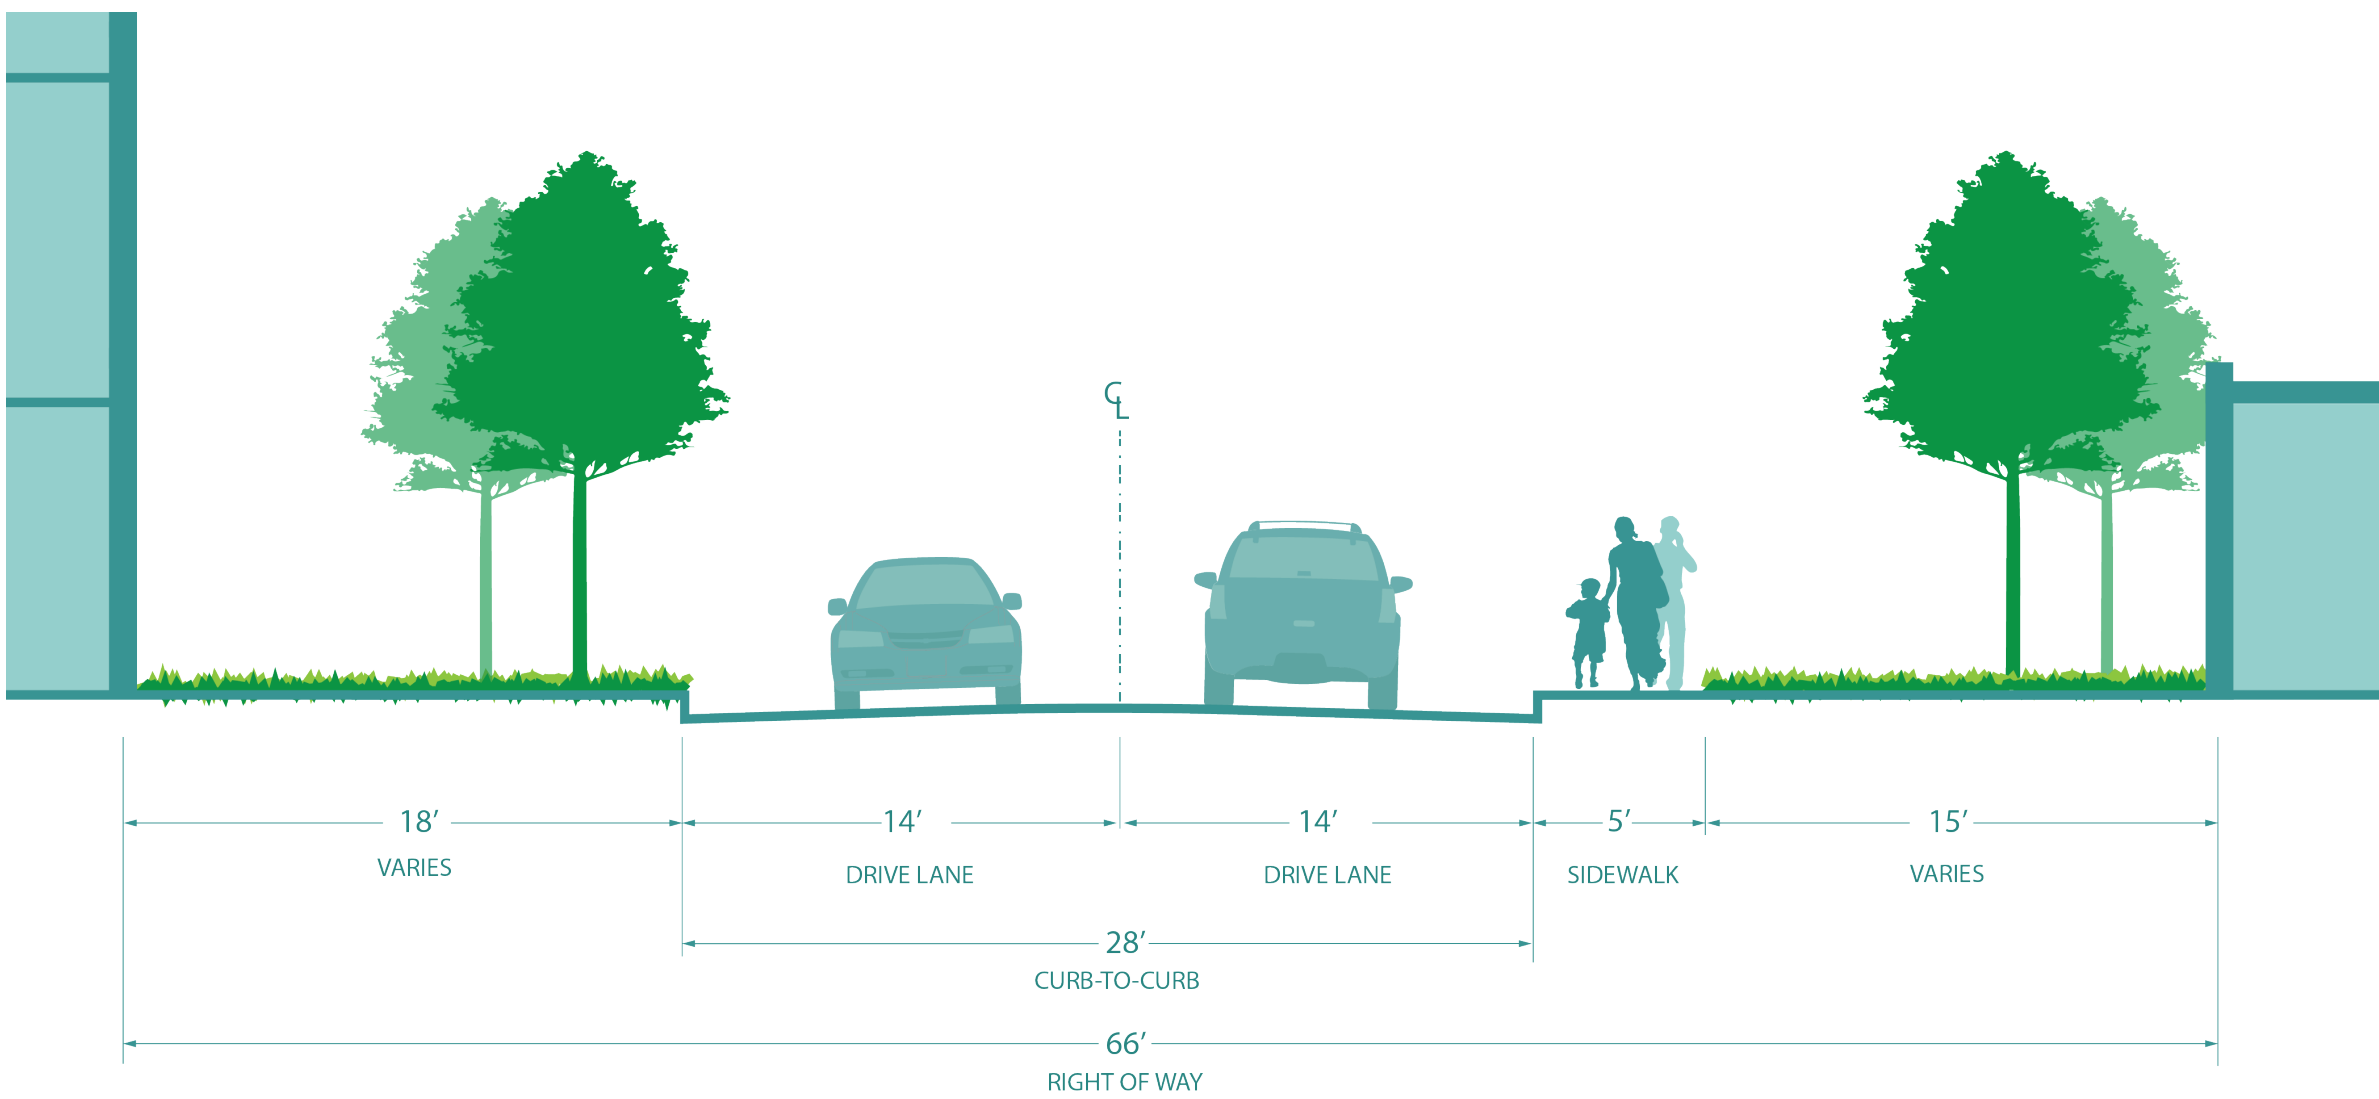 ℄
18’
14’
14’
5’
15’
VARIES
DRIVE LANE
DRIVE LANE
SIDEWALK
VARIES
28’
CURB-TO-CURB
66’
RIGHT OF WAY